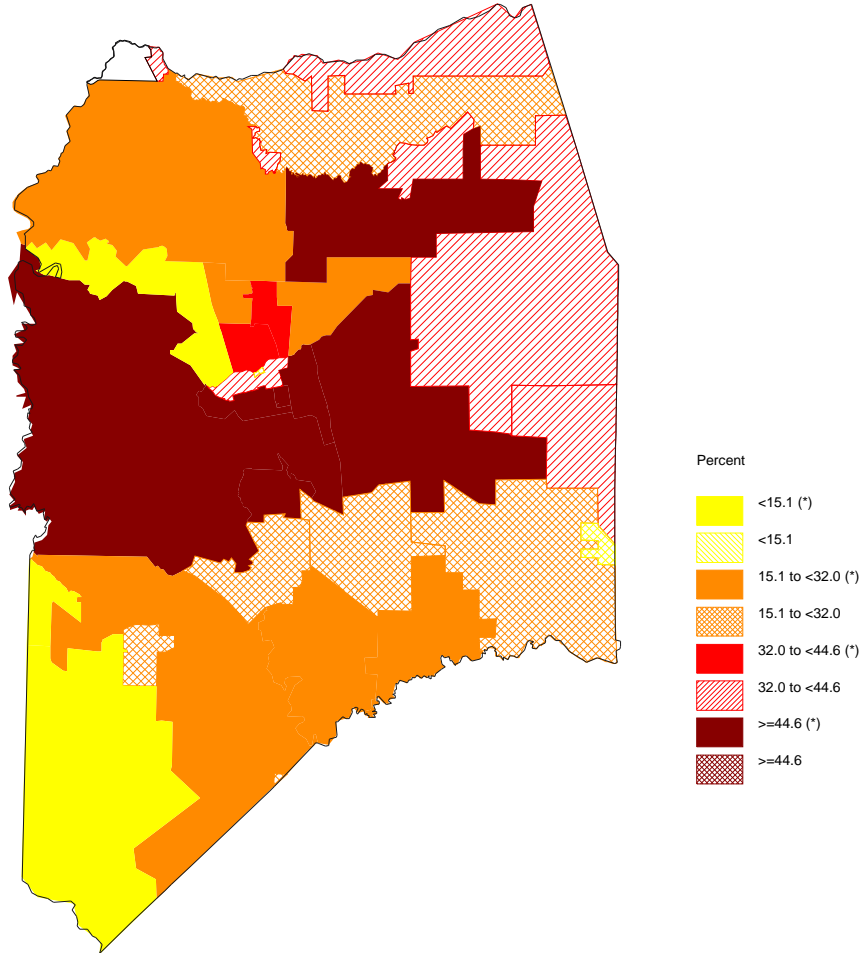 Percent
<15.1 (*)
<15.1
15.1 to <32.0 (*)
15.1 to <32.0
32.0 to <44.6 (*)
32.0 to <44.6
>=44.6 (*)
>=44.6